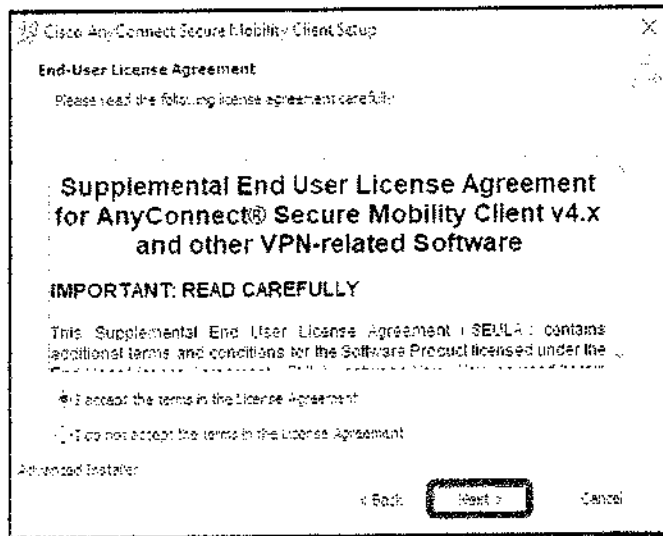 Cisco AnyConnect Secure Mobility Client Setup
End-User License Agreement
Please read the following license agreement carefully
Supplemental End User License Agreement
for AnyConnect® Secure Mobility Client v4.x
and other VPN-related Software
IMPORTANT: READ CAREFULLY
This Supplemental End User License Agreement ("SEULA") contains
additional terms and conditions for the Software Product licensed under the
I accept the terms in the License Agreement
I do not accept the terms in the License Agreement
Advanced Installer
< Back Next > Cancel